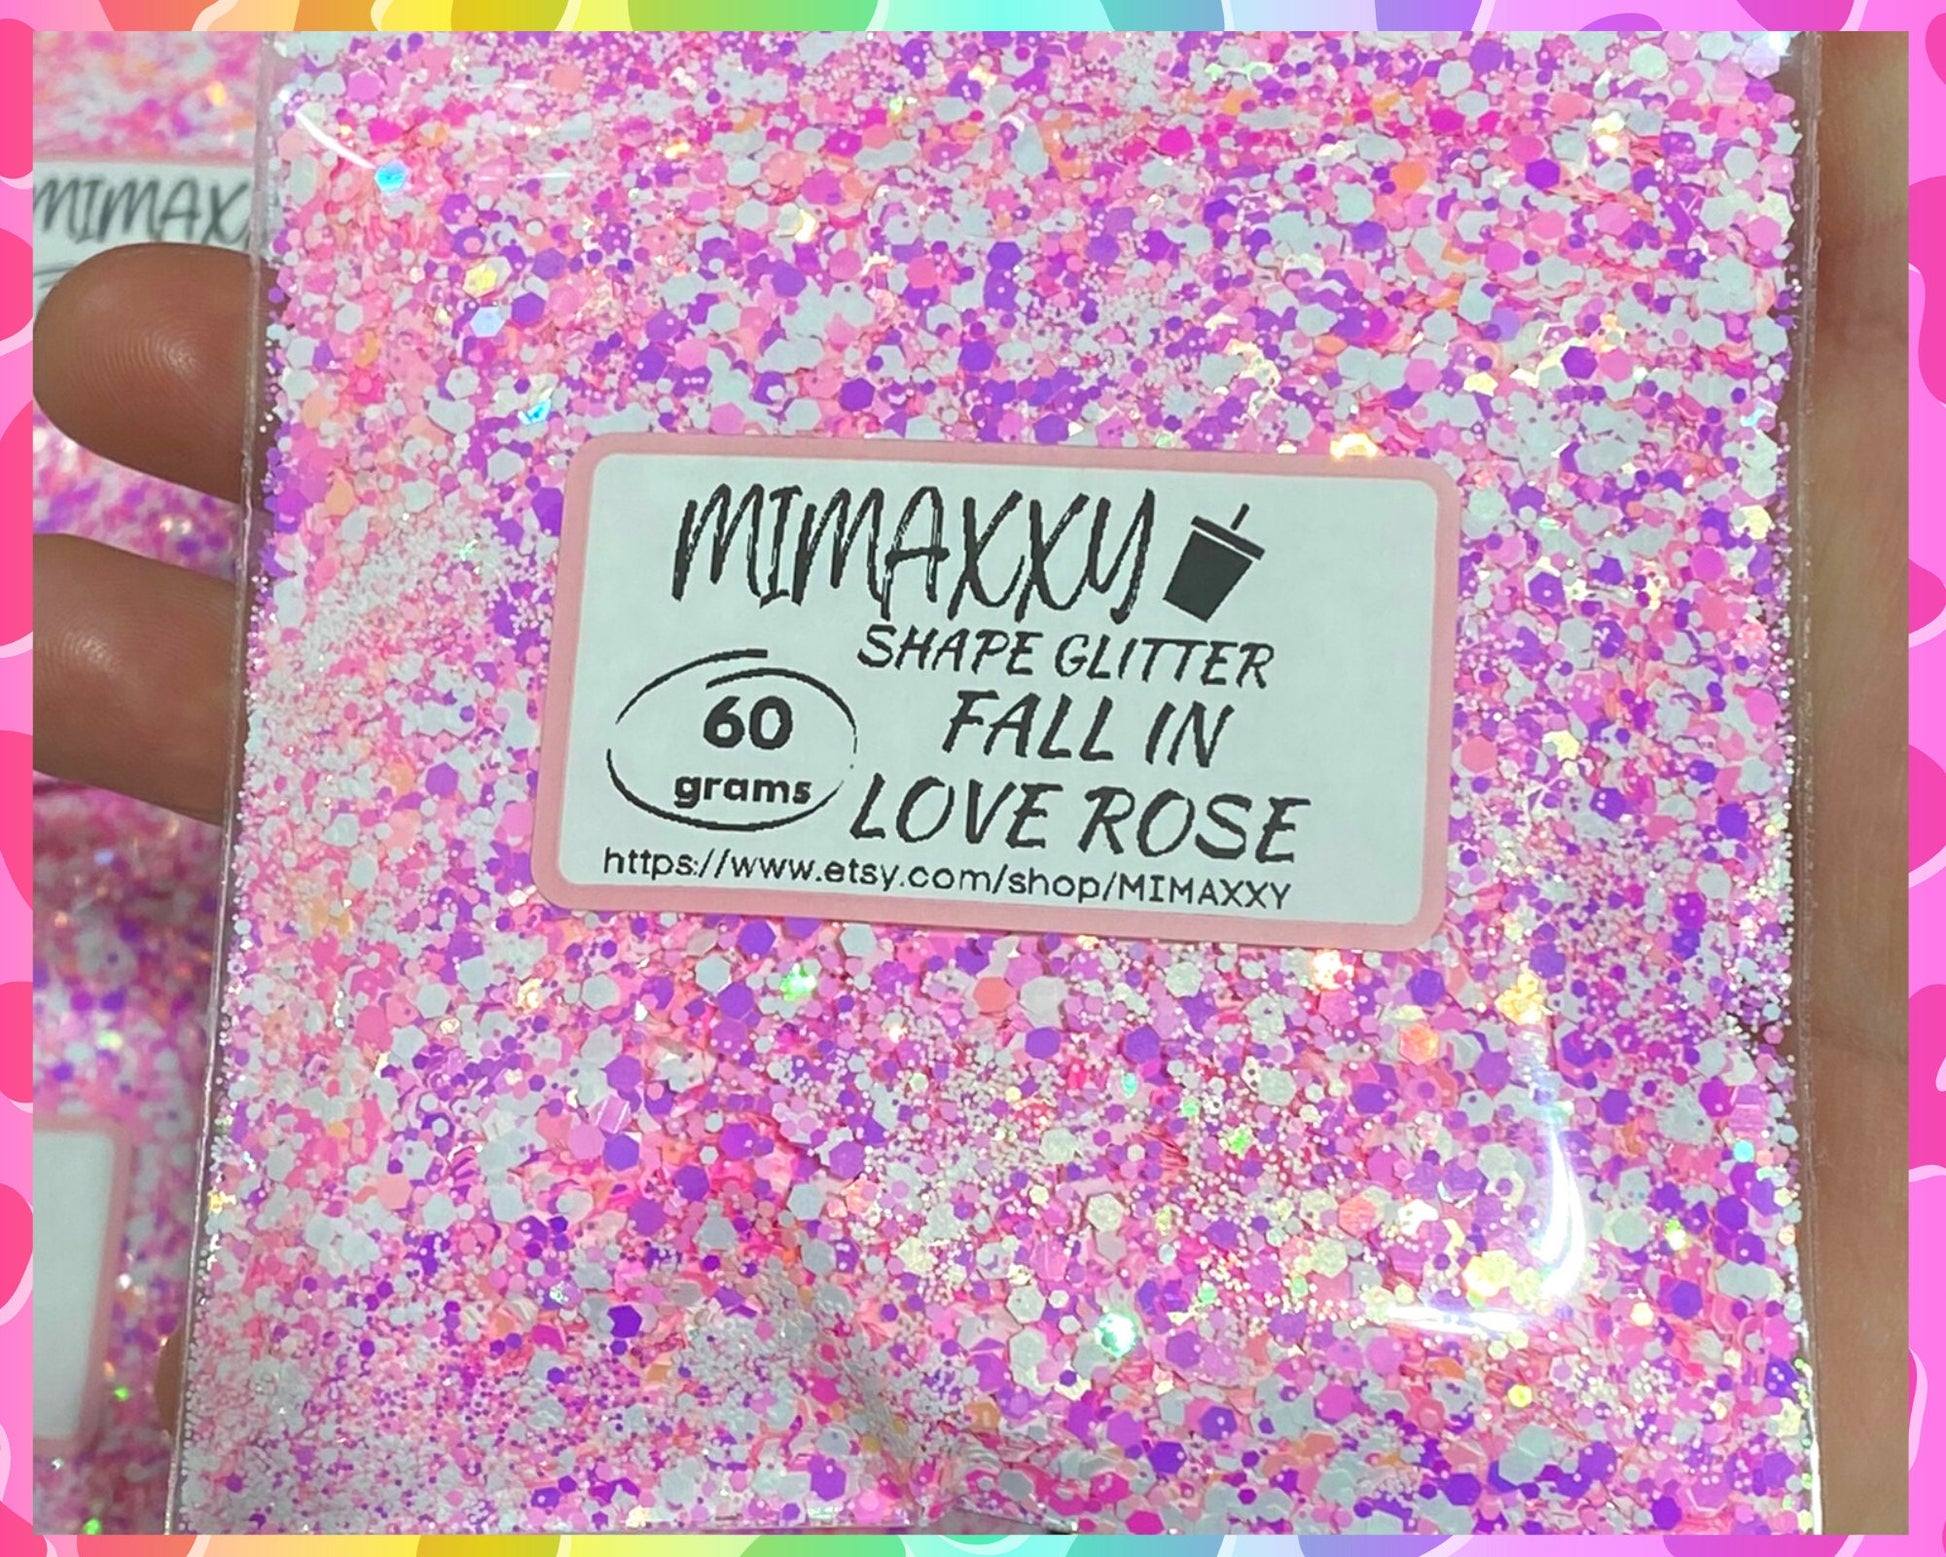 MIMAXX
MIMAXXY
SHAPE GLITTER
FALL IN
LOVE ROSE
60
grams
https://www.etsy.com/shop/MIMAXXY